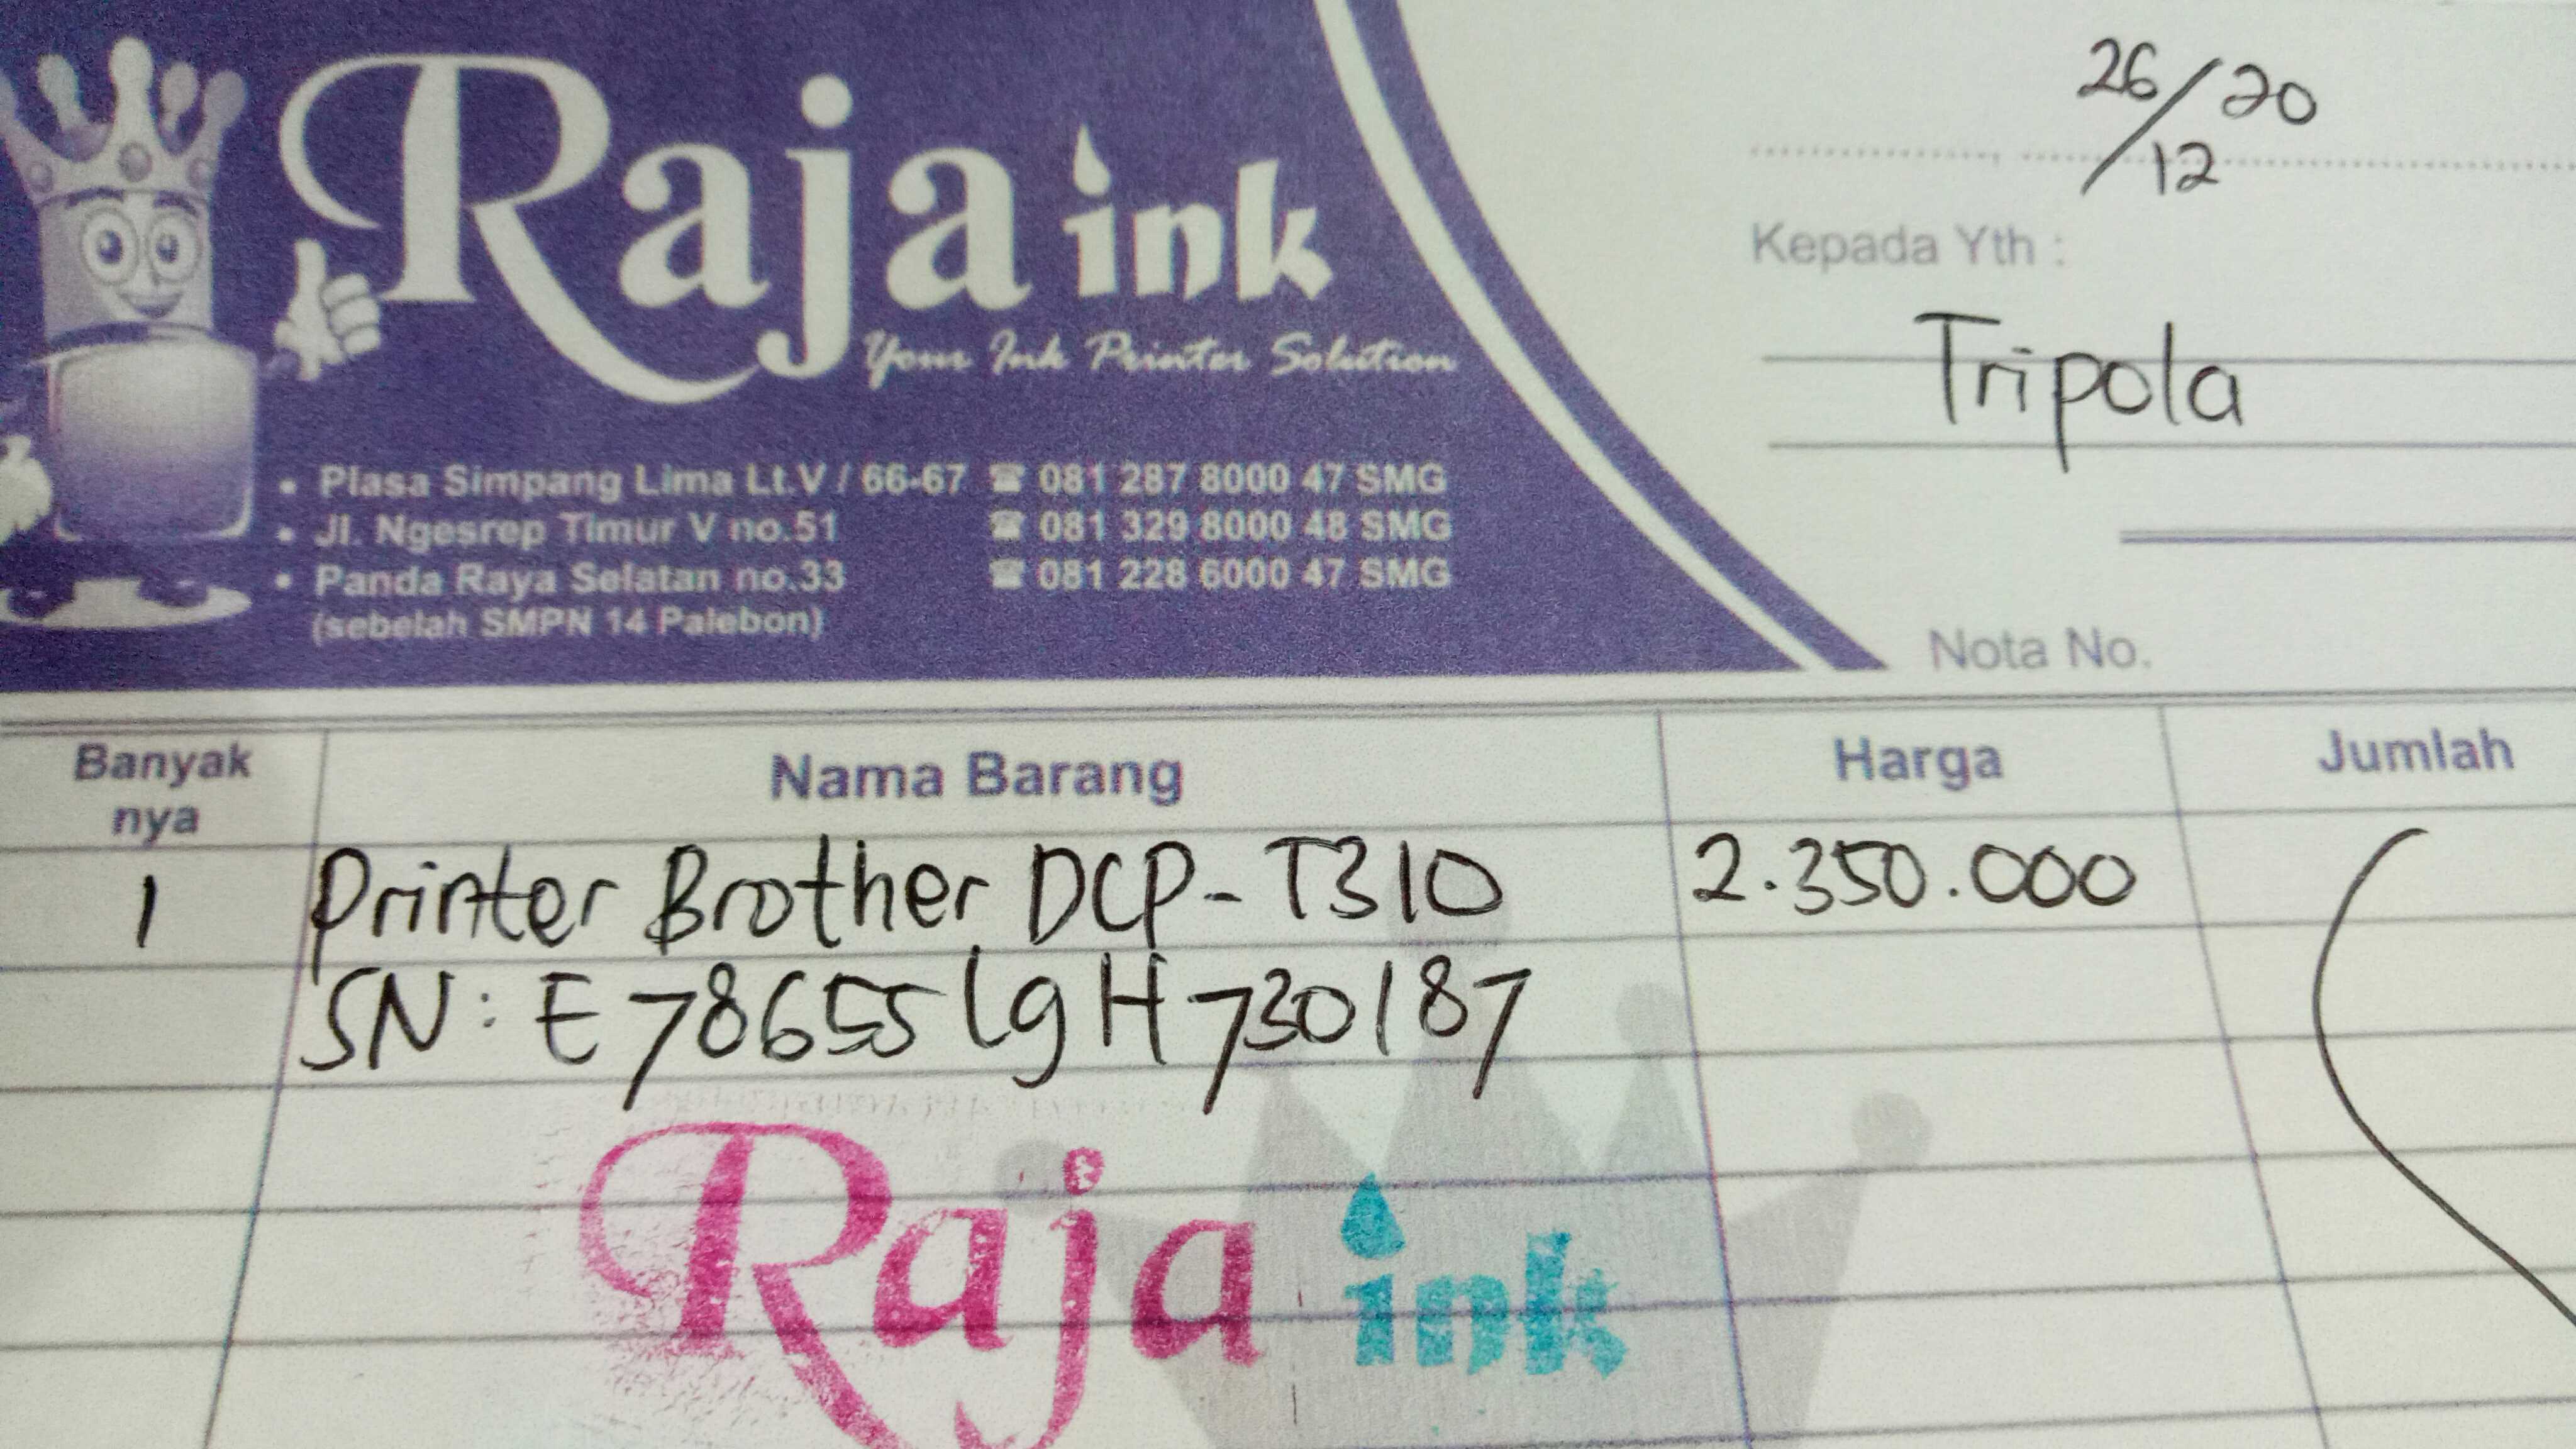 Raja ink
Your Ink Printer Solution
• Plasa Simpang Lima Lt.V / 66-67 ☎ 081 287 8000 47 SMG
• Jl. Ngesrep Timur V no.51 ☎ 081 329 8000 48 SMG
• Panda Raya Selatan no.33 ☎ 081 228 6000 47 SMG
(sebelah SMPN 14 Palebon)
26/12 20
Kepada Yth :
Tripola
Nota No.
Banyak nya Nama Barang Harga Jumlah
1 Printer Brother DCP-T310 2.350.000
SN: E78655L9H730187
Raja ink